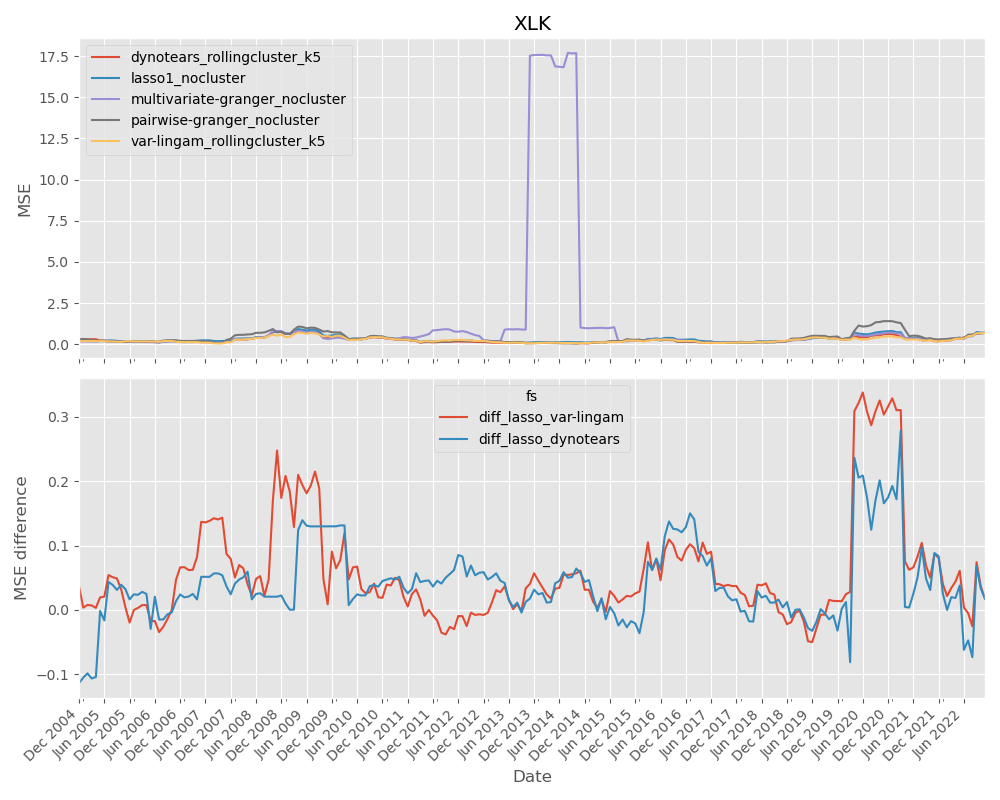 XLK
17.5
15.0
12.5
10.0
7.5
5.0
2.5
0.0
MSE
dynotears_rollingcluster_k5
lasso1_nocluster
multivariate-granger_nocluster
pairwise-granger_nocluster
var-lingam_rollingcluster_k5
0.3
0.2
0.1
0.0
−0.1
MSE difference
fs
diff_lasso_var-lingam
diff_lasso_dynotears
Dec 2004
Jun 2005
Dec 2005
Jun 2006
Dec 2006
Jun 2007
Dec 2007
Jun 2008
Dec 2008
Jun 2009
Dec 2009
Jun 2010
Dec 2010
Jun 2011
Dec 2011
Jun 2012
Dec 2012
Jun 2013
Dec 2013
Jun 2014
Dec 2014
Jun 2015
Dec 2015
Jun 2016
Dec 2016
Jun 2017
Dec 2017
Jun 2018
Dec 2018
Jun 2019
Dec 2019
Jun 2020
Dec 2020
Jun 2021
Dec 2021
Jun 2022
Date